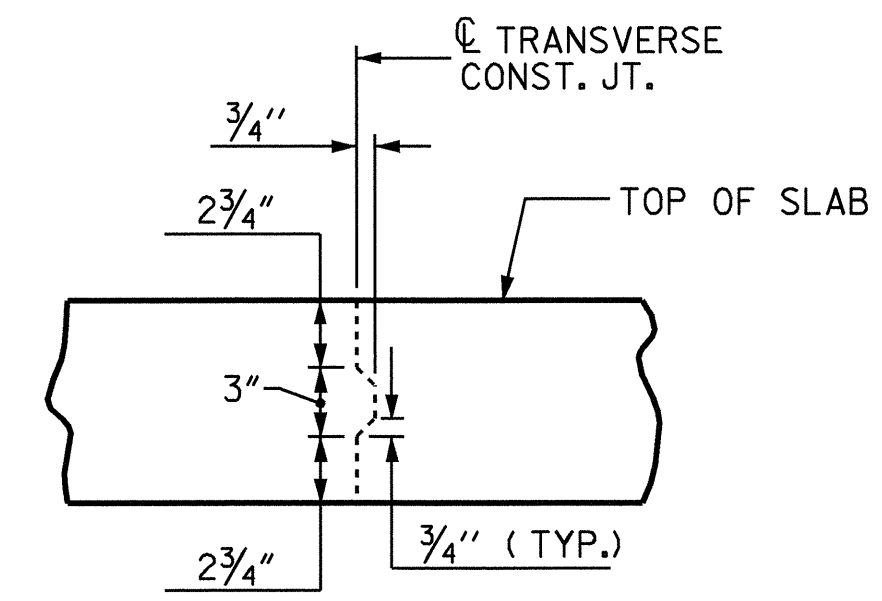 ℄ TRANSVERSE
CONST. JT.
3/4"
2 3/4"
TOP OF SLAB
3"
3/4" (TYP.)
2 3/4"